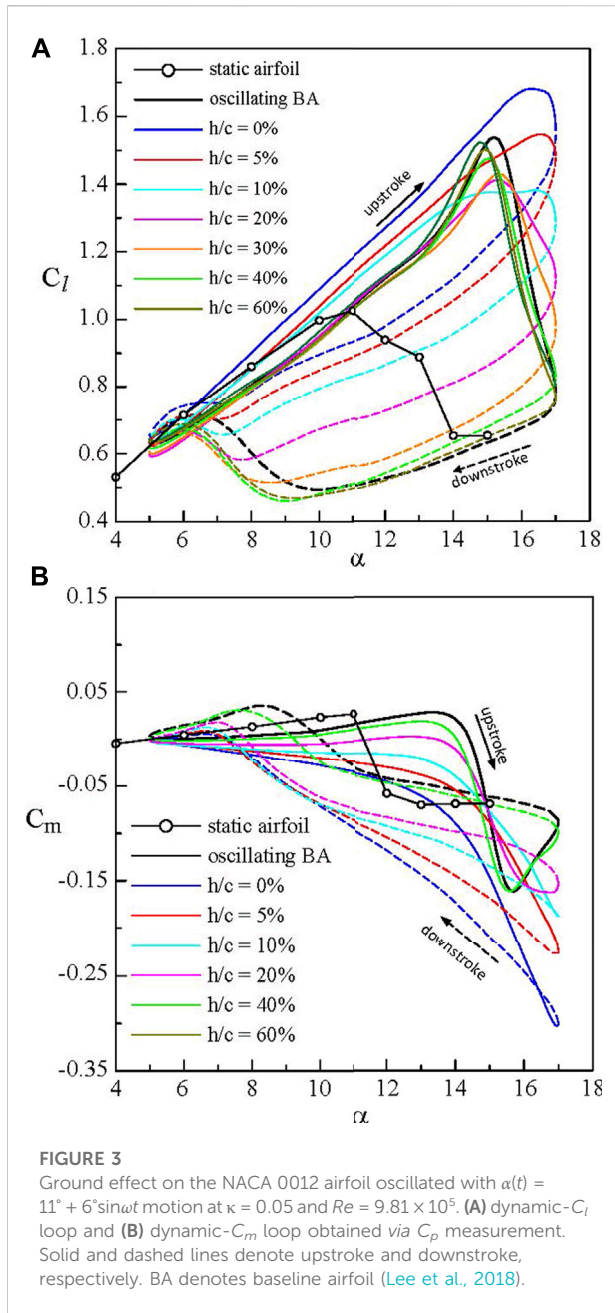 A
1.8
1.6
1.4
1.2
1.0
0.8
0.6
0.4
C_l
static airfoil
oscillating BA
h/c = 0%
h/c = 5%
h/c = 10%
h/c = 20%
h/c = 30%
h/c = 40%
h/c = 60%
upstroke
downstroke
4 6 8 10 12 14 16 18
α
B
0.15
0.05
-0.05
-0.15
-0.25
-0.35
C_m
upstroke
static airfoil
oscillating BA
h/c = 0%
h/c = 5%
h/c = 10%
h/c = 20%
h/c = 40%
h/c = 60%
downstroke
4 6 8 10 12 14 16 18
α
FIGURE 3
Ground effect on the NACA 0012 airfoil oscillated with α(t) =
11° + 6°sinωt motion at κ = 0.05 and Re = 9.81 × 10⁵. (A) dynamic-C_l
loop and (B) dynamic-C_m loop obtained via C_p measurement.
Solid and dashed lines denote upstroke and downstroke,
respectively. BA denotes baseline airfoil (Lee et al., 2018).